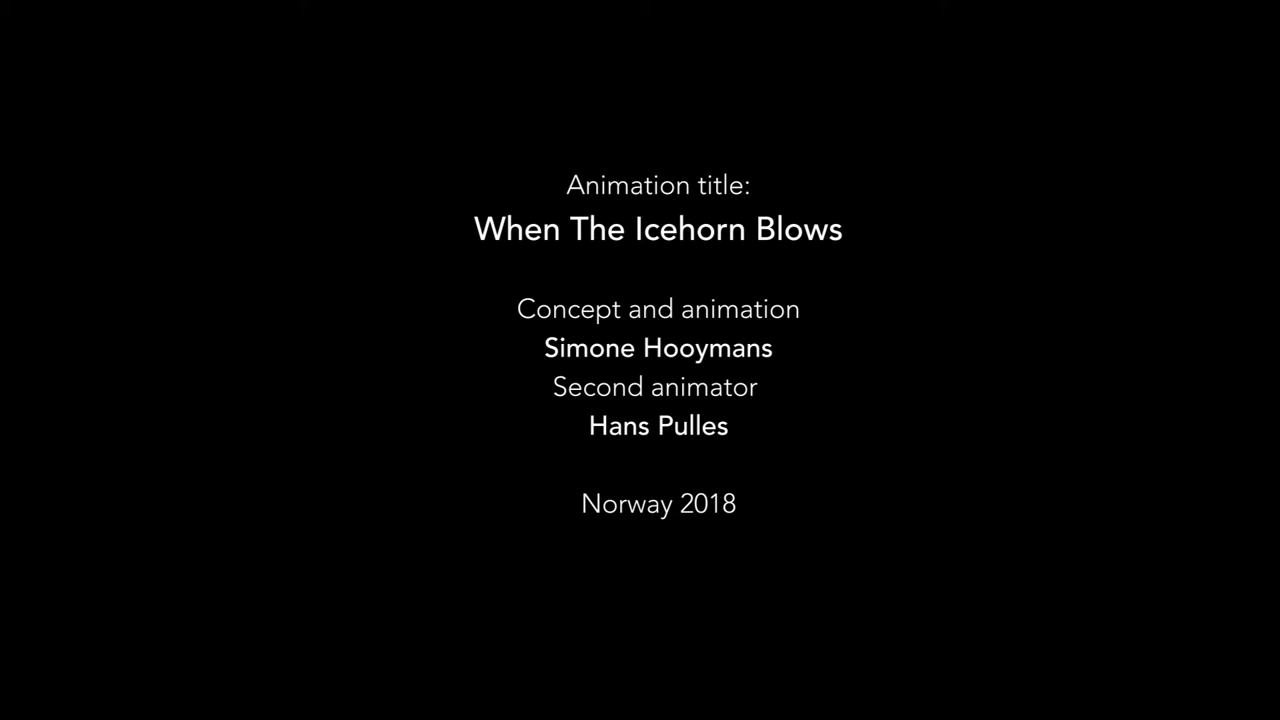 Animation title:
When The Icehorn Blows
Concept and animation
Simone Hooymans
Second animator
Hans Pulles
Norway 2018